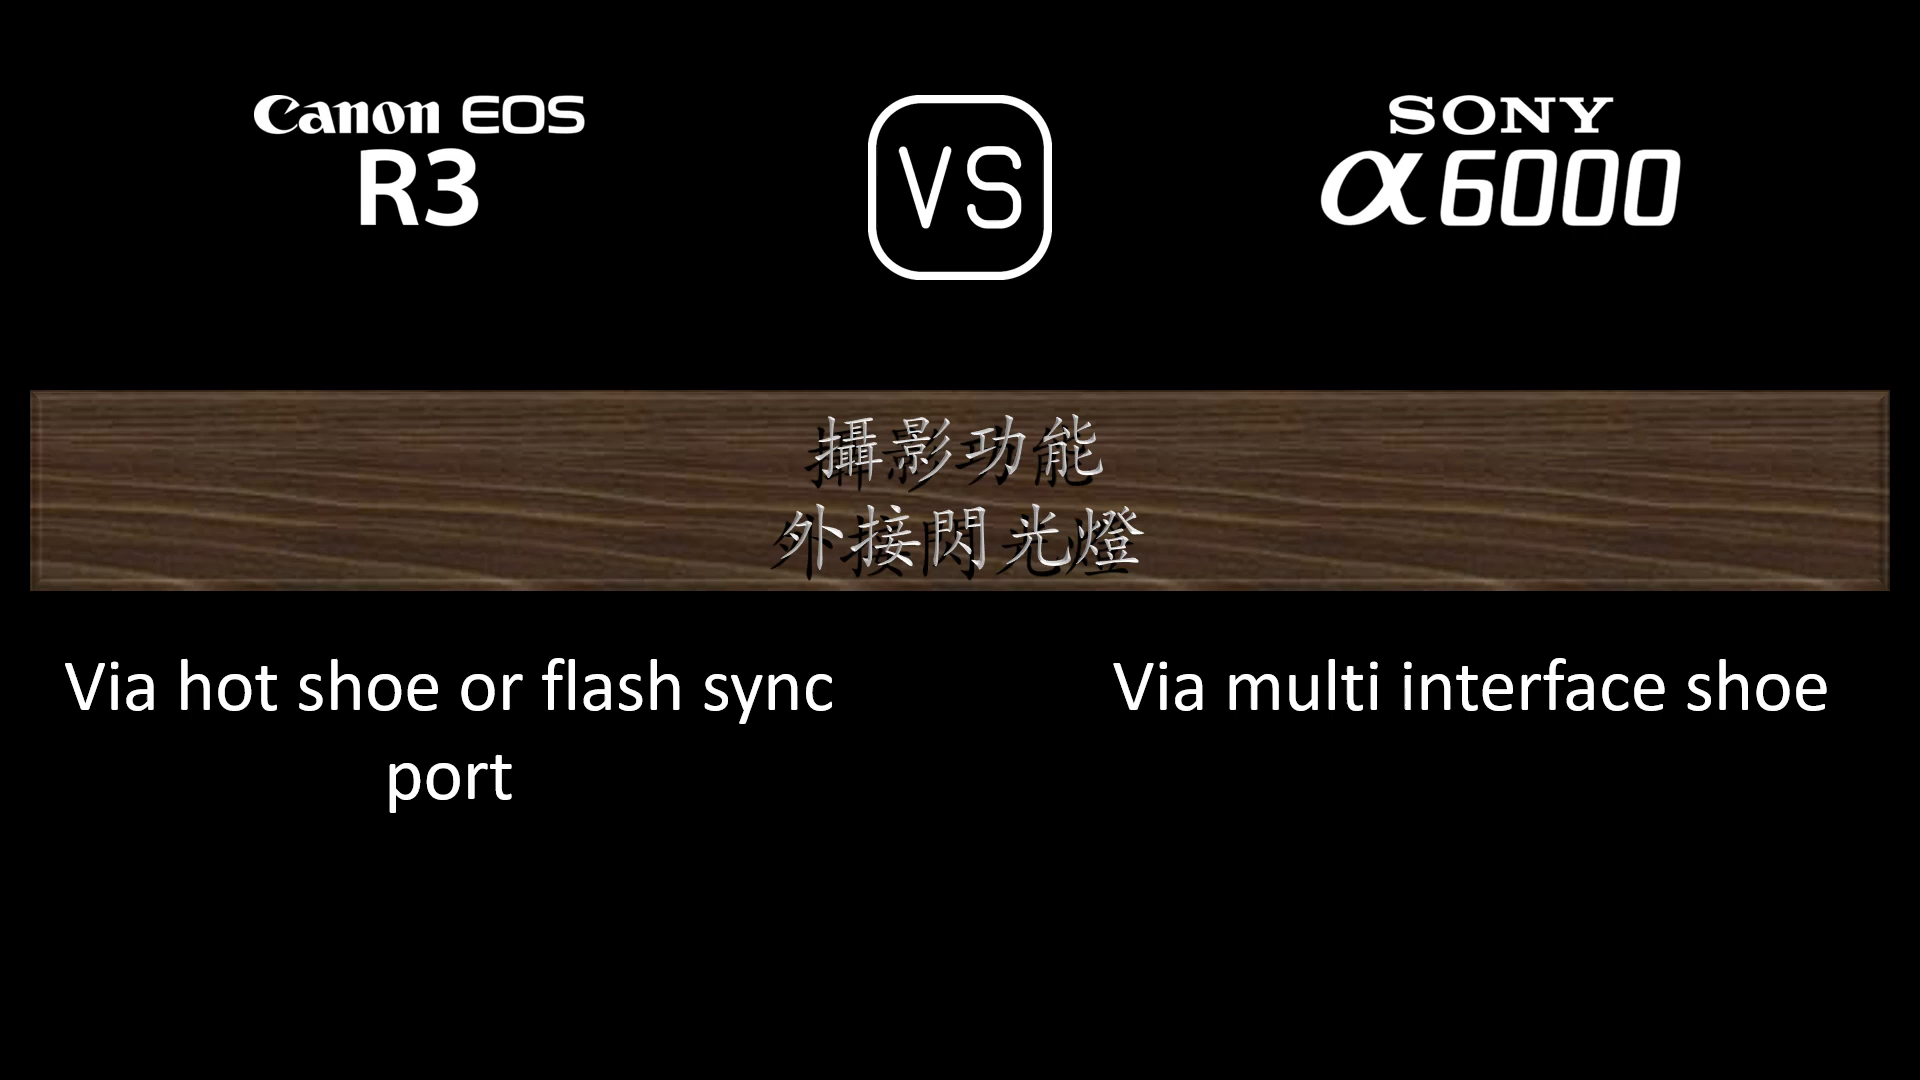 Canon EOS
R3
VS
SONY
α6000
攝影功能
外接閃光燈
Via hot shoe or flash sync
port
Via multi interface shoe